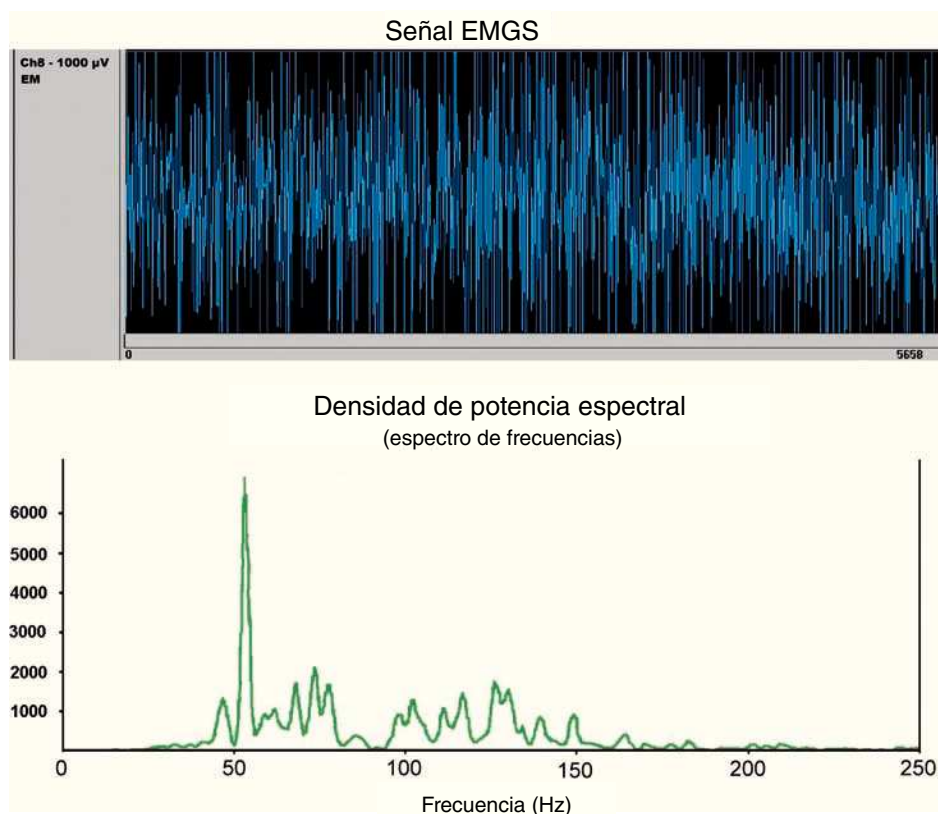 Señal EMGS
Ch8 - 1000 µV
EM
0 5658
Densidad de potencia espectral
(espectro de frecuencias)
6000
5000
4000
3000
2000
1000
0 50 100 150 200 250
Frecuencia (Hz)